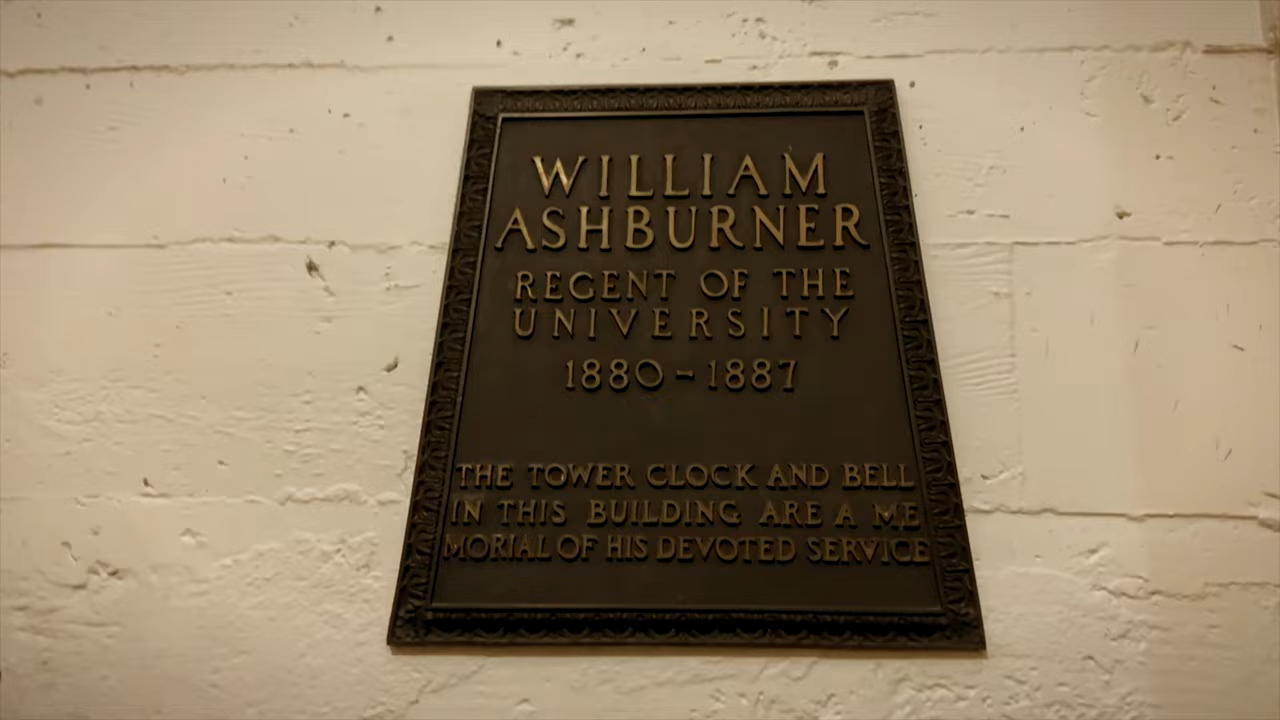 WILLIAM
ASHBURNER
REGENT OF THE
UNIVERSITY
1880-1887
THE TOWER CLOCK AND BELL
IN THIS BUILDING ARE A ME
MORIAL OF HIS DEVOTED SERVICE